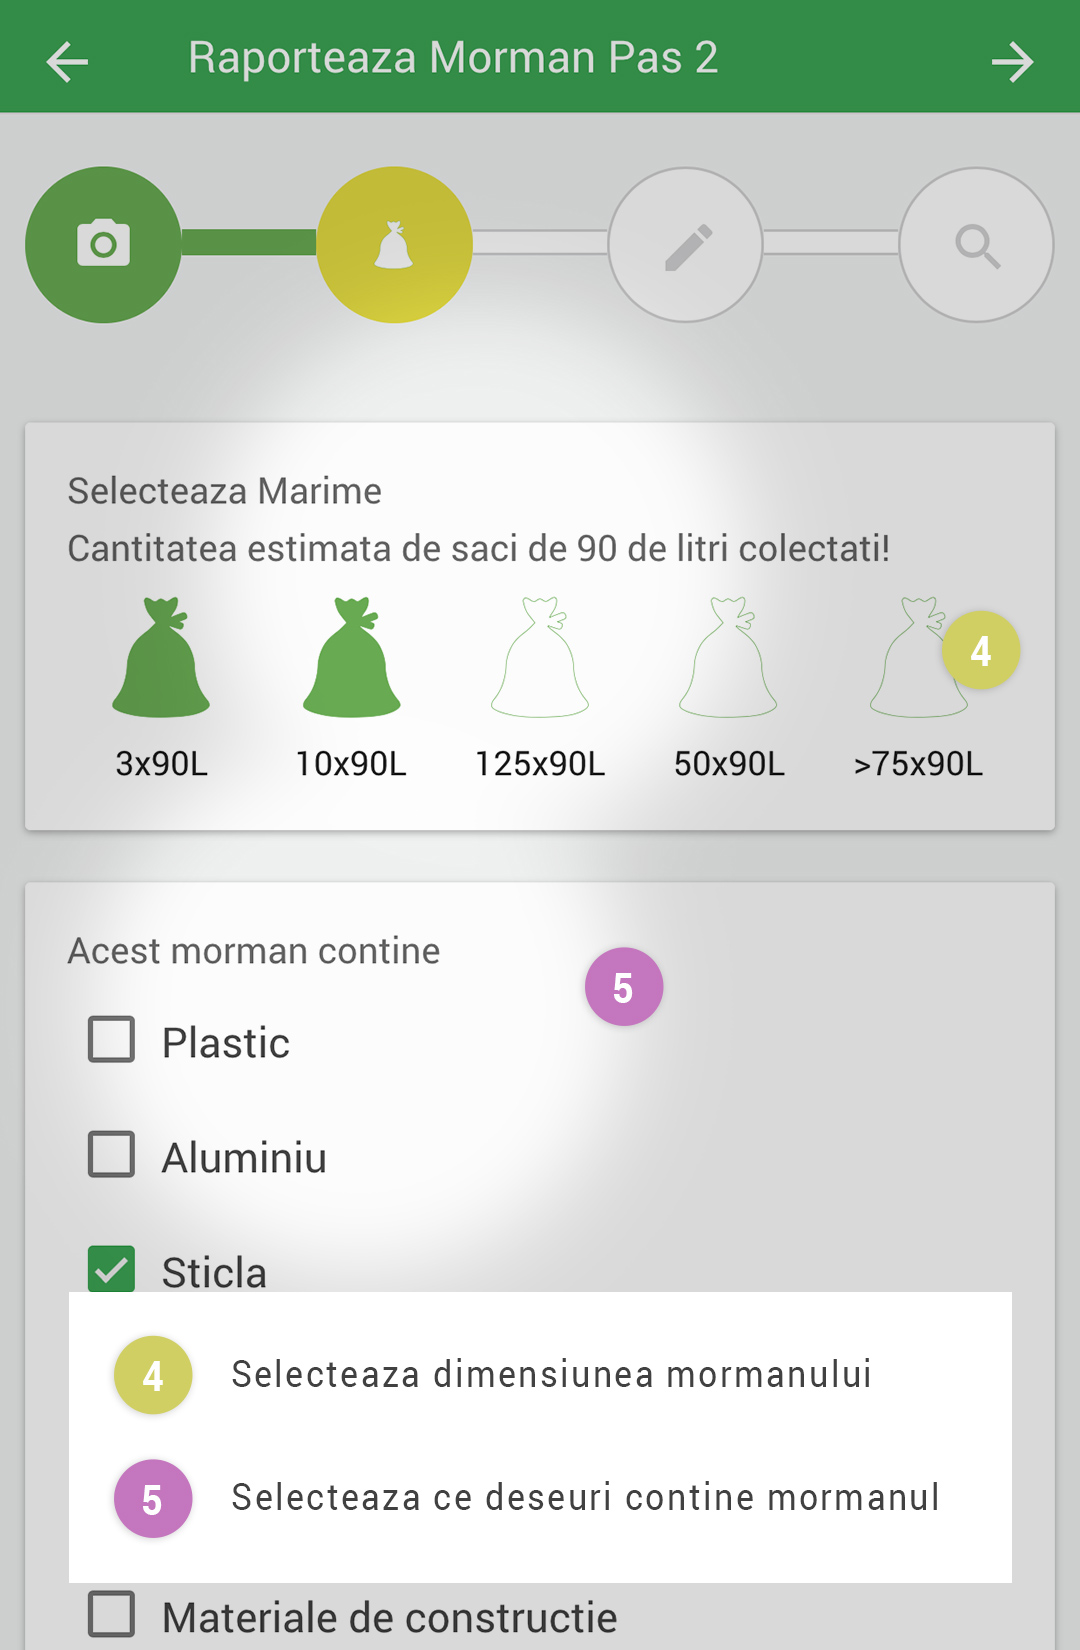 Raporteaza Morman Pas 2
Selecteaza Marime
Cantitatea estimata de saci de 90 de litri colectati!
4
3x90L 10x90L 125x90L 50x90L >75x90L
Acest morman contine
5
Plastic
Aluminiu
Sticla
4 Selecteaza dimensiunea mormanului
5 Selecteaza ce deseuri contine mormanul
Materiale de constructie